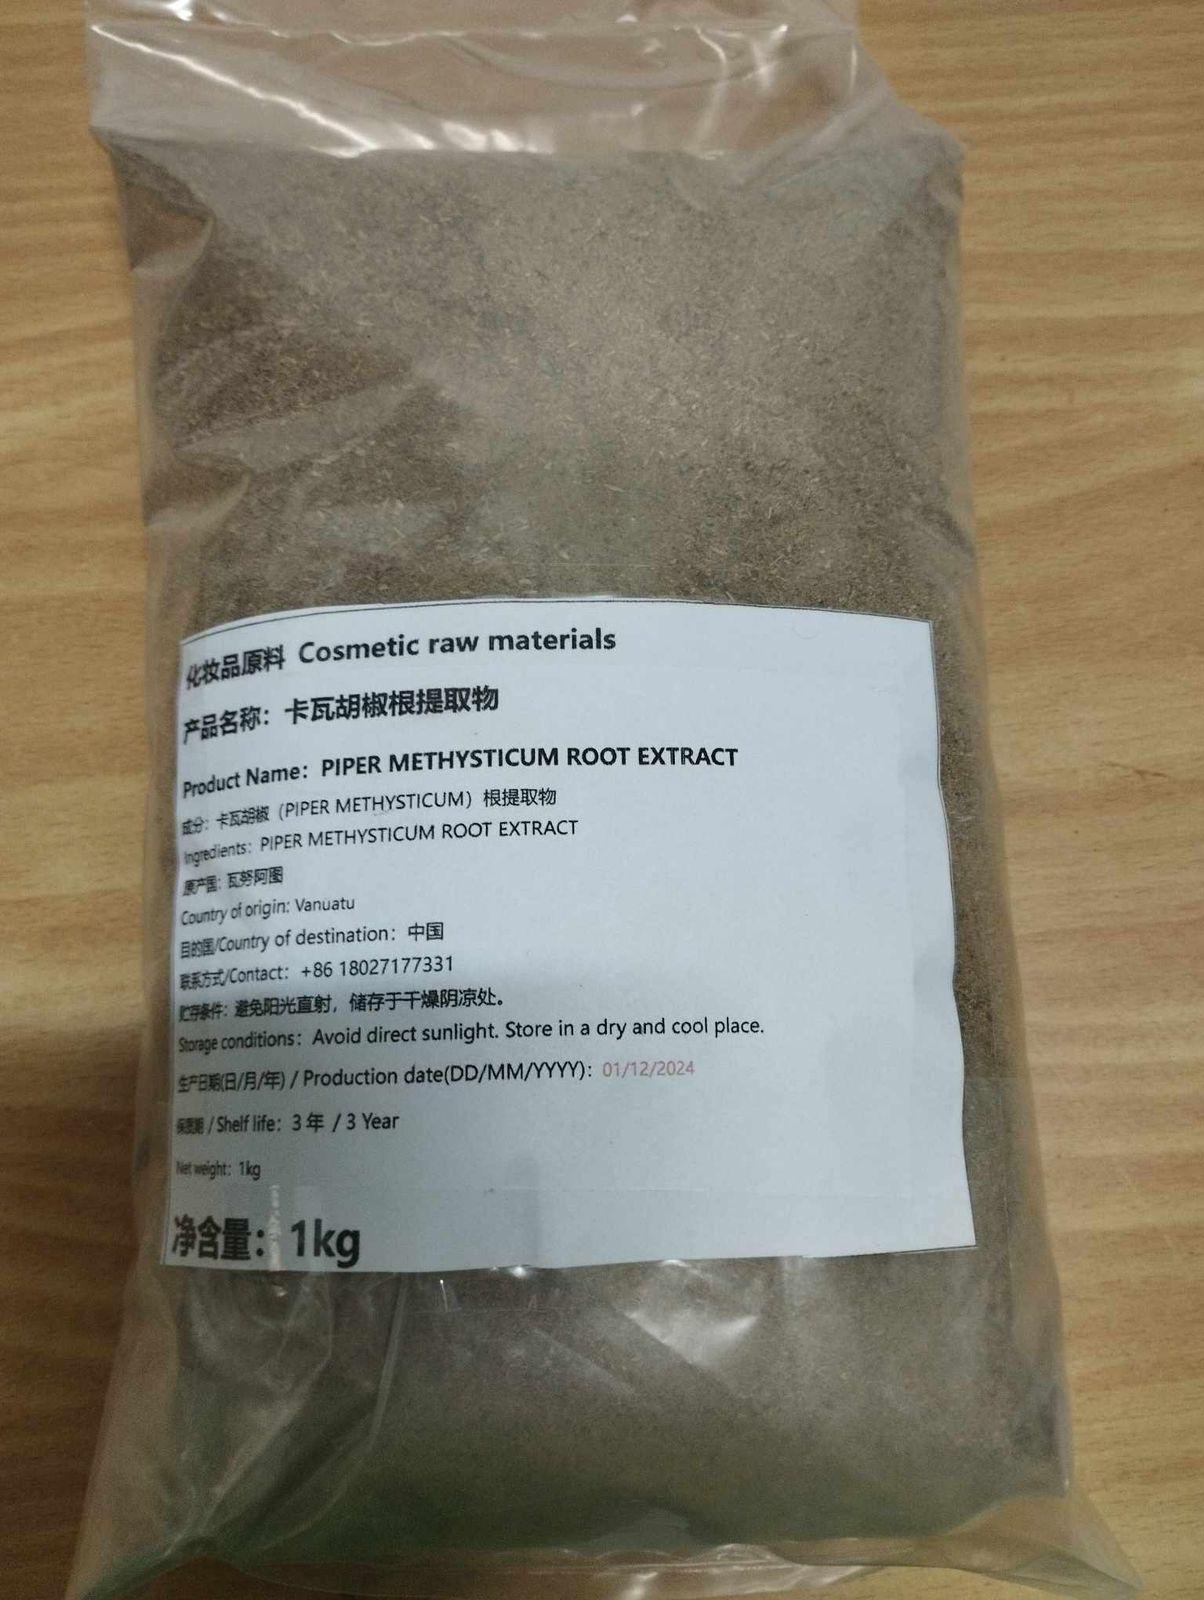 化妆品原料 Cosmetic raw materials
产品名称：卡瓦胡椒根提取物
Product Name：PIPER METHYSTICUM ROOT EXTRACT
成分：卡瓦胡椒（PIPER METHYSTICUM）根提取物
Ingredients：PIPER METHYSTICUM ROOT EXTRACT
原产国：瓦努阿图
Country of origin: Vanuatu
目的国/Country of destination：中国
联系方式/Contact：+86 18027177331
贮存条件：避免阳光直射，储存于干燥阴凉处。
Storage conditions：Avoid direct sunlight. Store in a dry and cool place.
生产日期(日/月/年) / Production date(DD/MM/YYYY)：01/12/2024
保质期 / Shelf life：3 年 / 3 Year
Net weight：1kg
净含量：1kg